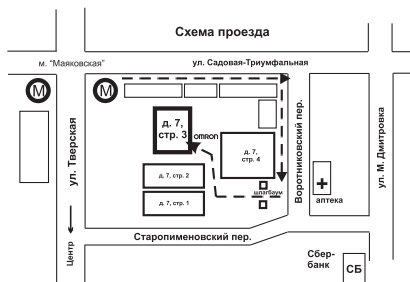 Схема проезда
м. "Маяковская"
ул. Садовая-Триумфальная
М
М
д. 7,
стр. 3
OMRON
д. 7,
стр. 4
д. 7, стр. 2
д. 7, стр. 1
шлагбаум
ул. Тверская
Центр
Воротниковский пер.
аптека
ул. М. Дмитровка
Старопименовский пер.
Сбер-
банк
СБ